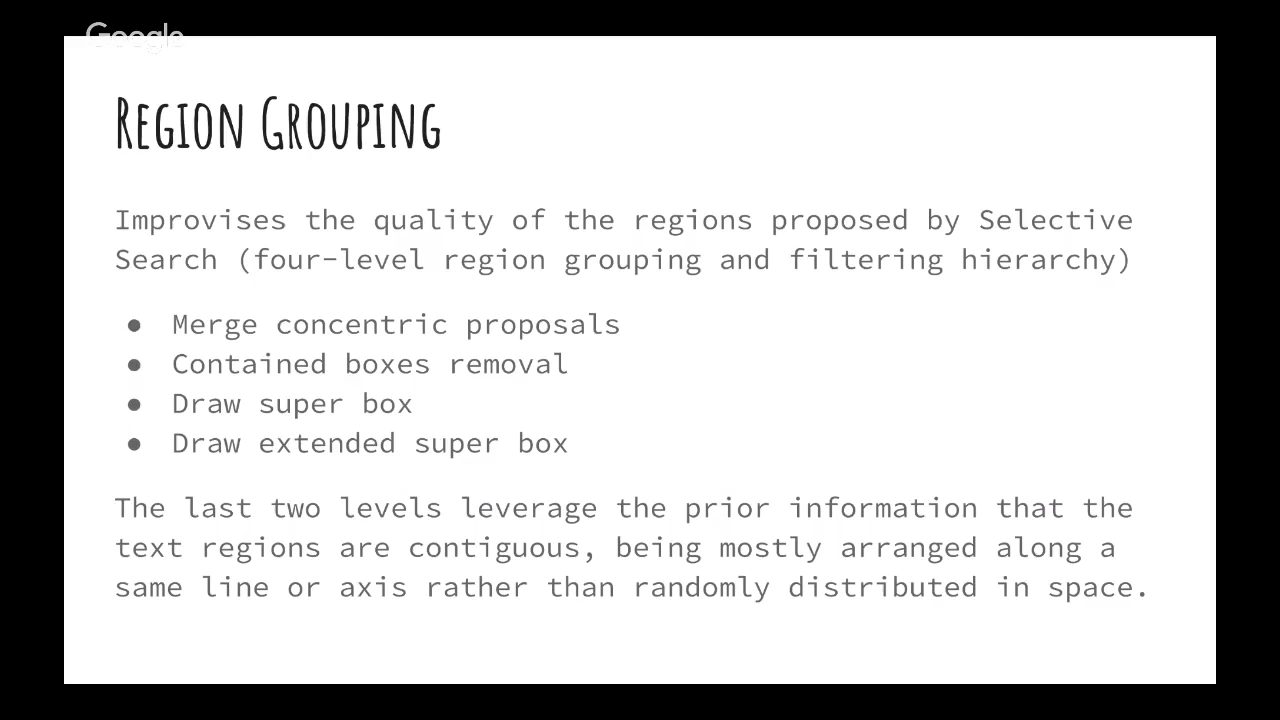 Google
REGION GROUPING
Improvises the quality of the regions proposed by Selective
Search (four-level region grouping and filtering hierarchy)
● Merge concentric proposals
● Contained boxes removal
● Draw super box
● Draw extended super box
The last two levels leverage the prior information that the
text regions are contiguous, being mostly arranged along a
same line or axis rather than randomly distributed in space.